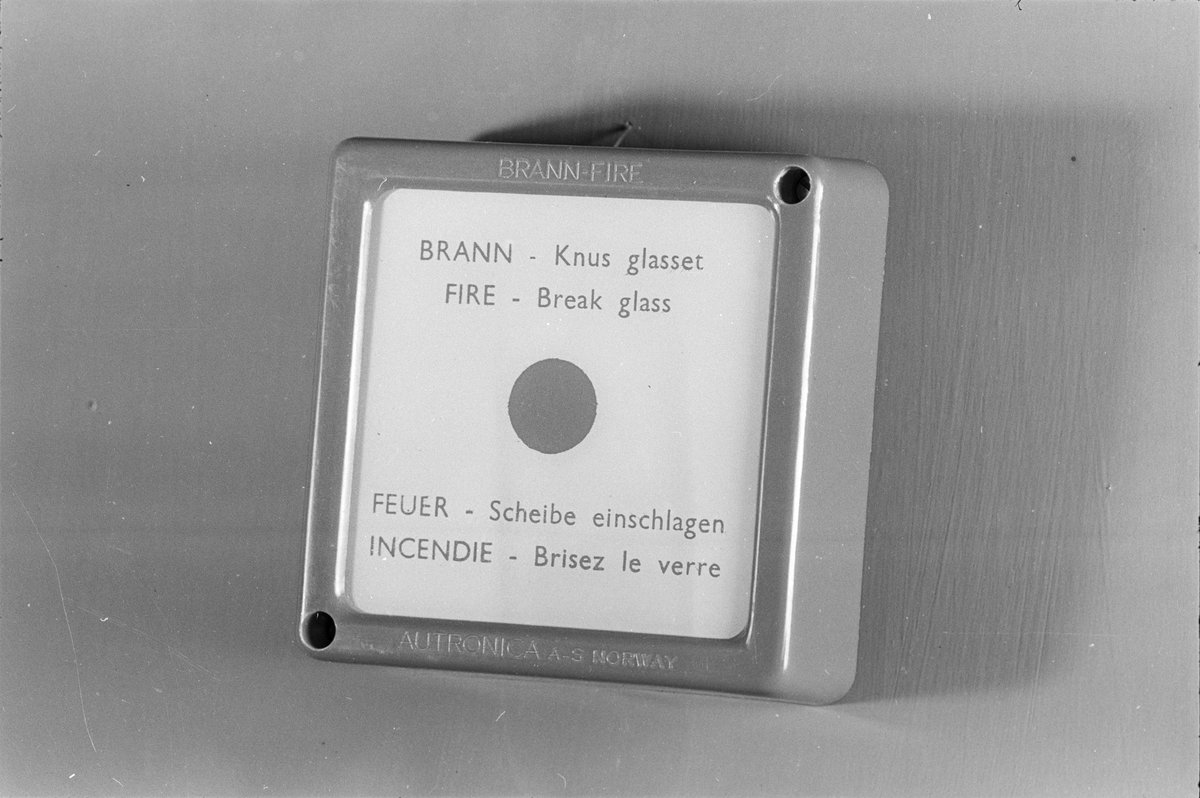 BRANN-FIRE
BRANN - Knus glasset
FIRE - Break glass
FEUER - Scheibe einschlagen
INCENDIE - Brisez le verre
AUTRONICA A-S NORWAY